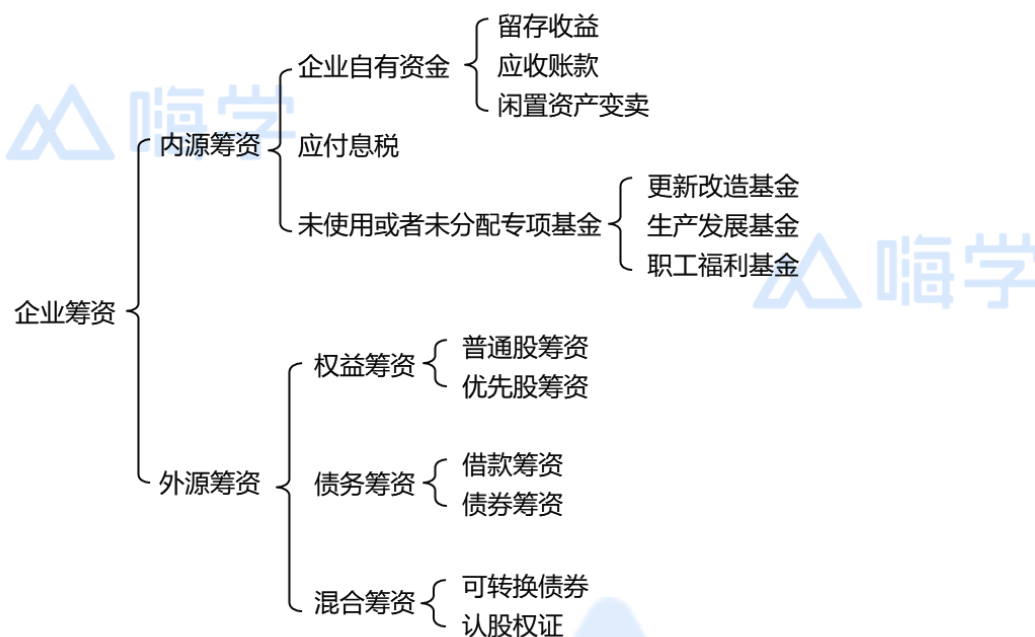 留存收益
企业自有资金
应收账款
闲置资产变卖
嗨学
内源筹资
应付息税
更新改造基金
未使用或者未分配专项基金
生产发展基金
职工福利基金
嗨学
企业筹资
普通股筹资
权益筹资
优先股筹资
借款筹资
外源筹资
债务筹资
债券筹资
可转换债券
混合筹资
认股权证